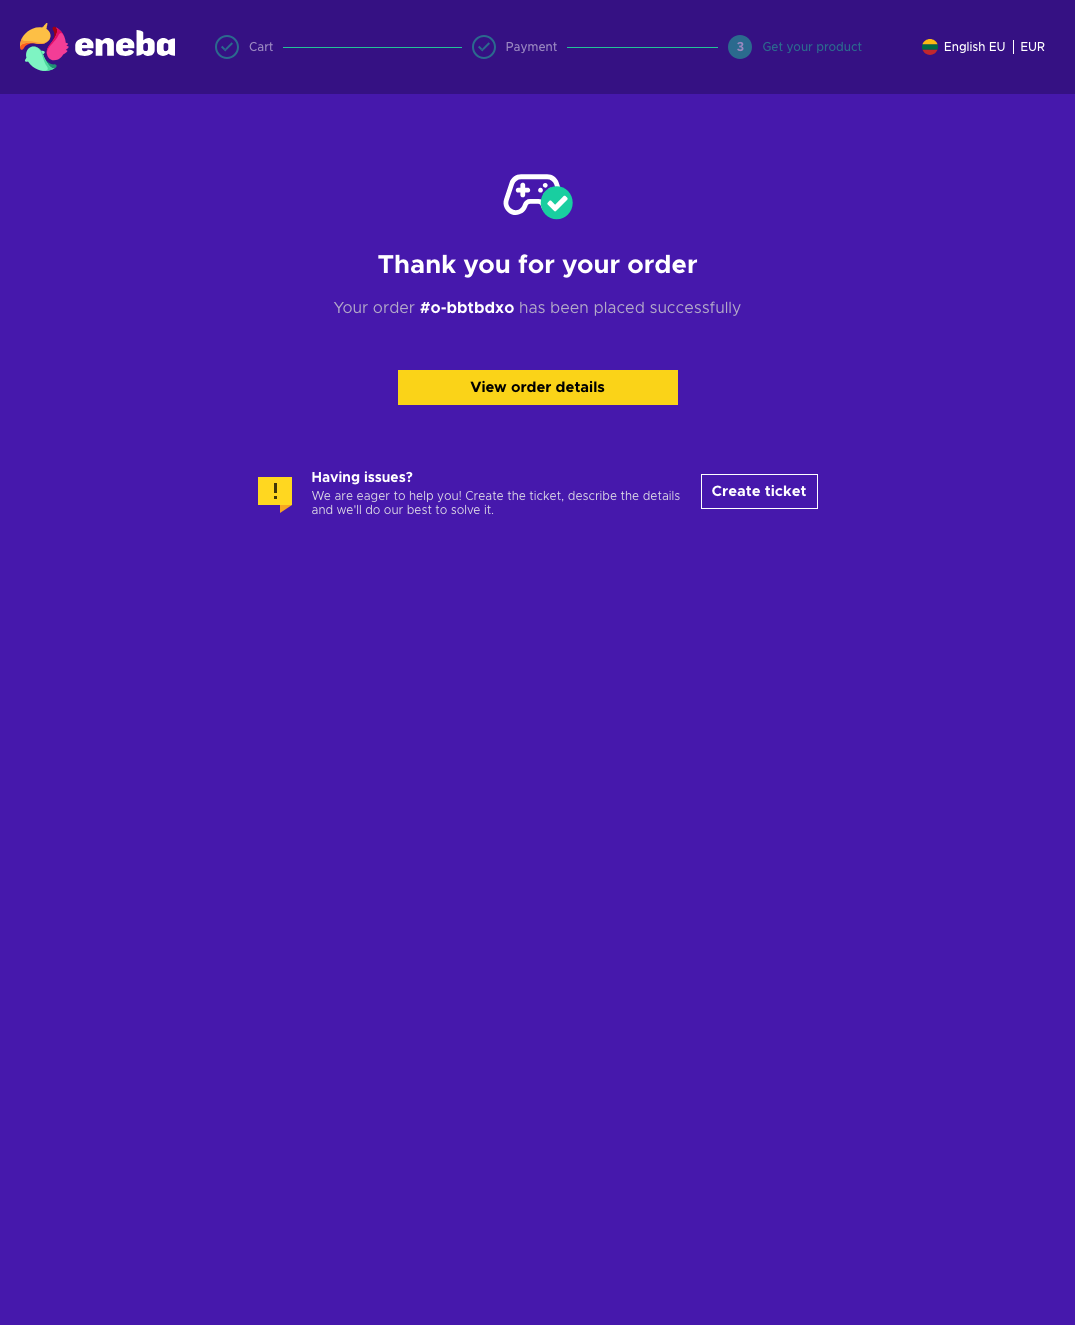 eneba
Cart
Payment
3 Get your product
English EU | EUR
Thank you for your order
Your order #o-bbtbdxo has been placed successfully
View order details
Having issues?
We are eager to help you! Create the ticket, describe the details
and we'll do our best to solve it.
Create ticket